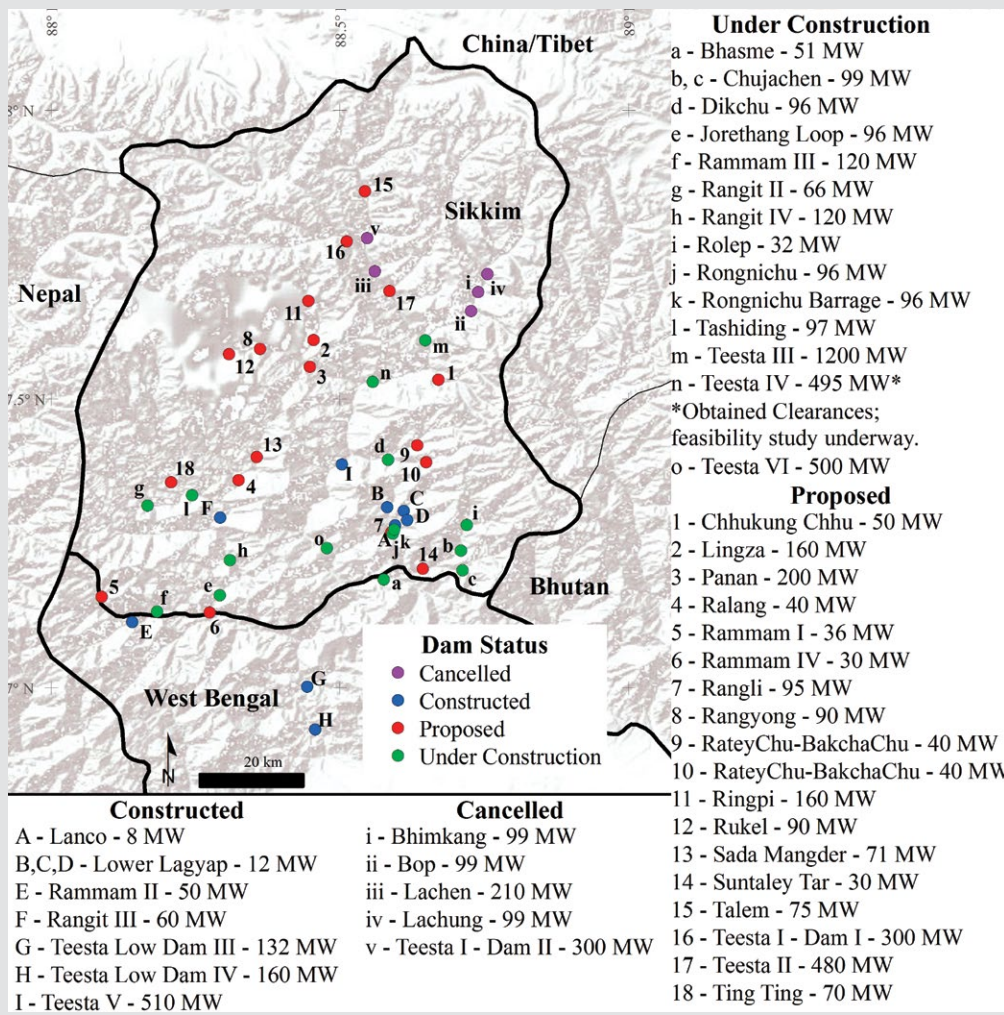 88°
88.5°
89°
China/Tibet
8° N
15
Sikkim
v
16
iii
i
iv
17
ii
Nepal
11
8
2
m
12
3
n
1
7.5° N
13
9
d
18
4
I
10
g
l
F
B
C
7
D
i
A
k
j
h
o
b
14
5
e
a
c
Bhutan
f
E
6
7° N
G
West Bengal
H
N
20 km
Dam Status
Cancelled
Constructed
Proposed
Under Construction
Under Construction
a - Bhasme - 51 MW
b, c - Chujachen - 99 MW
d - Dikchu - 96 MW
e - Jorethang Loop - 96 MW
f - Rammam III - 120 MW
g - Rangit II - 66 MW
h - Rangit IV - 120 MW
i - Rolep - 32 MW
j - Rongnichu - 96 MW
k - Rongnichu Barrage - 96 MW
l - Tashiding - 97 MW
m - Teesta III - 1200 MW
n - Teesta IV - 495 MW*
*Obtained Clearances;
feasibility study underway.
o - Teesta VI - 500 MW
Proposed
1 - Chhukung Chhu - 50 MW
2 - Lingza - 160 MW
3 - Panan - 200 MW
4 - Ralang - 40 MW
5 - Rammam I - 36 MW
6 - Rammam IV - 30 MW
7 - Rangli - 95 MW
8 - Rangyong - 90 MW
9 - RateyChu-BakchaChu - 40 MW
10 - RateyChu-BakchaChu - 40 MW
11 - Ringpi - 160 MW
12 - Rukel - 90 MW
13 - Sada Mangder - 71 MW
14 - Suntaley Tar - 30 MW
15 - Talem - 75 MW
16 - Teesta I - Dam I - 300 MW
17 - Teesta II - 480 MW
18 - Ting Ting - 70 MW
Constructed
A - Lanco - 8 MW
B,C,D - Lower Lagyap - 12 MW
E - Rammam II - 50 MW
F - Rangit III - 60 MW
G - Teesta Low Dam III - 132 MW
H - Teesta Low Dam IV - 160 MW
I - Teesta V - 510 MW
Cancelled
i - Bhimkang - 99 MW
ii - Bop - 99 MW
iii - Lachen - 210 MW
iv - Lachung - 99 MW
v - Teesta I - Dam II - 300 MW